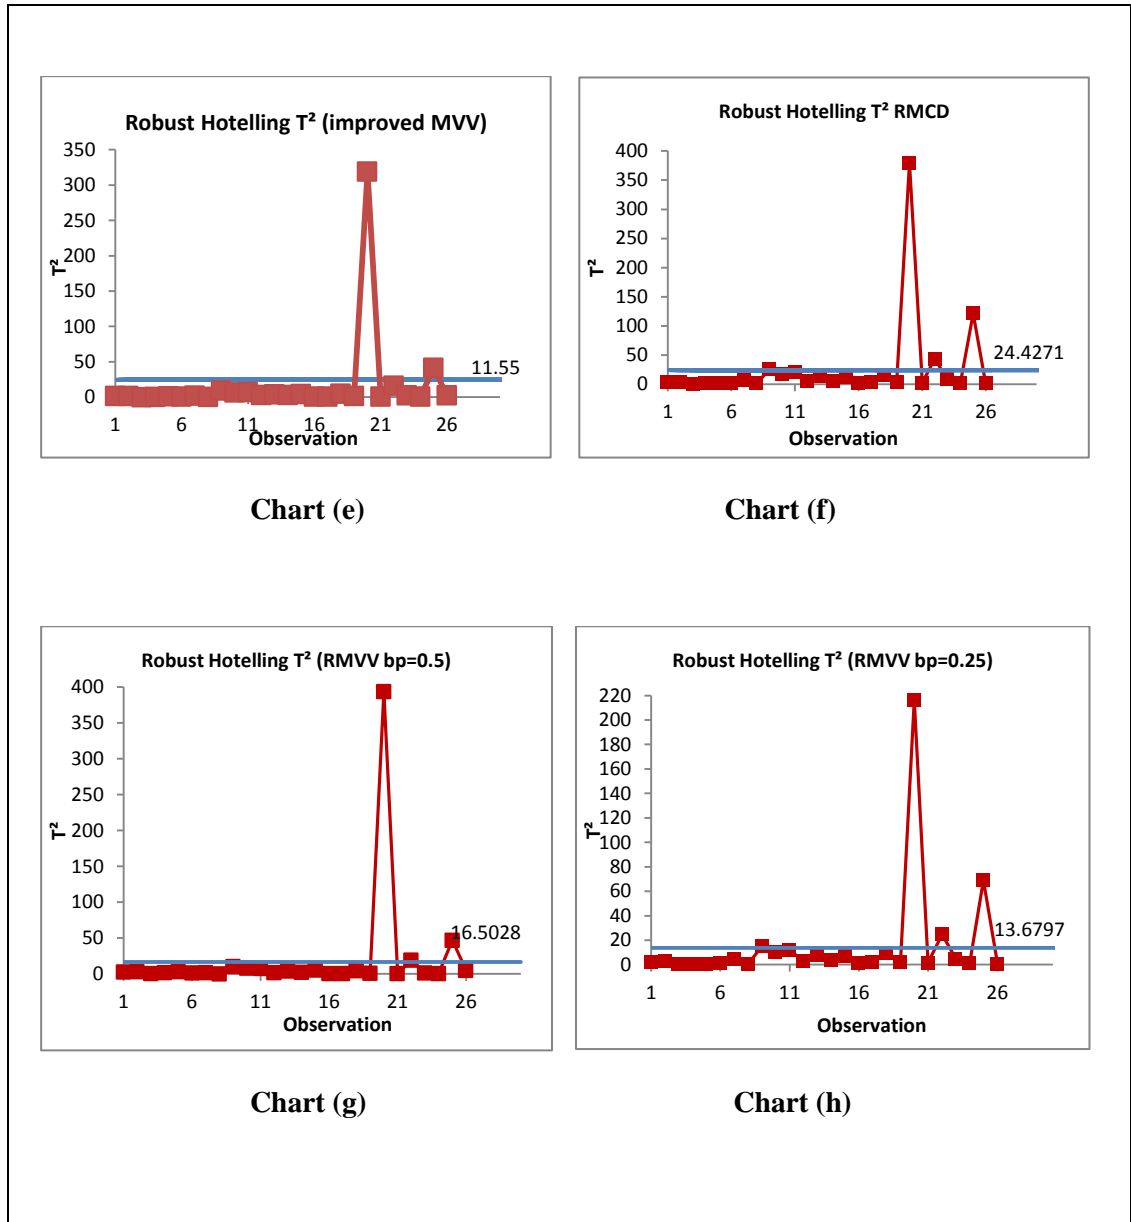 Robust Hotelling T² (improved MVV)
350
300
250
200
150
100
50
0
T²
11.55
1 6 11 16 21 26
Observation
Chart (e)
Robust Hotelling T² RMCD
400
350
300
250
200
150
100
50
0
T²
24.4271
1 6 11 16 21 26
Observation
Chart (f)
Robust Hotelling T² (RMVV bp=0.5)
400
350
300
250
200
150
100
50
0
T²
16.5028
1 6 11 16 21 26
Observation
Chart (g)
Robust Hotelling T² (RMVV bp=0.25)
220
200
180
160
140
120
100
80
60
40
20
0
T²
13.6797
1 6 11 16 21 26
Observation
Chart (h)